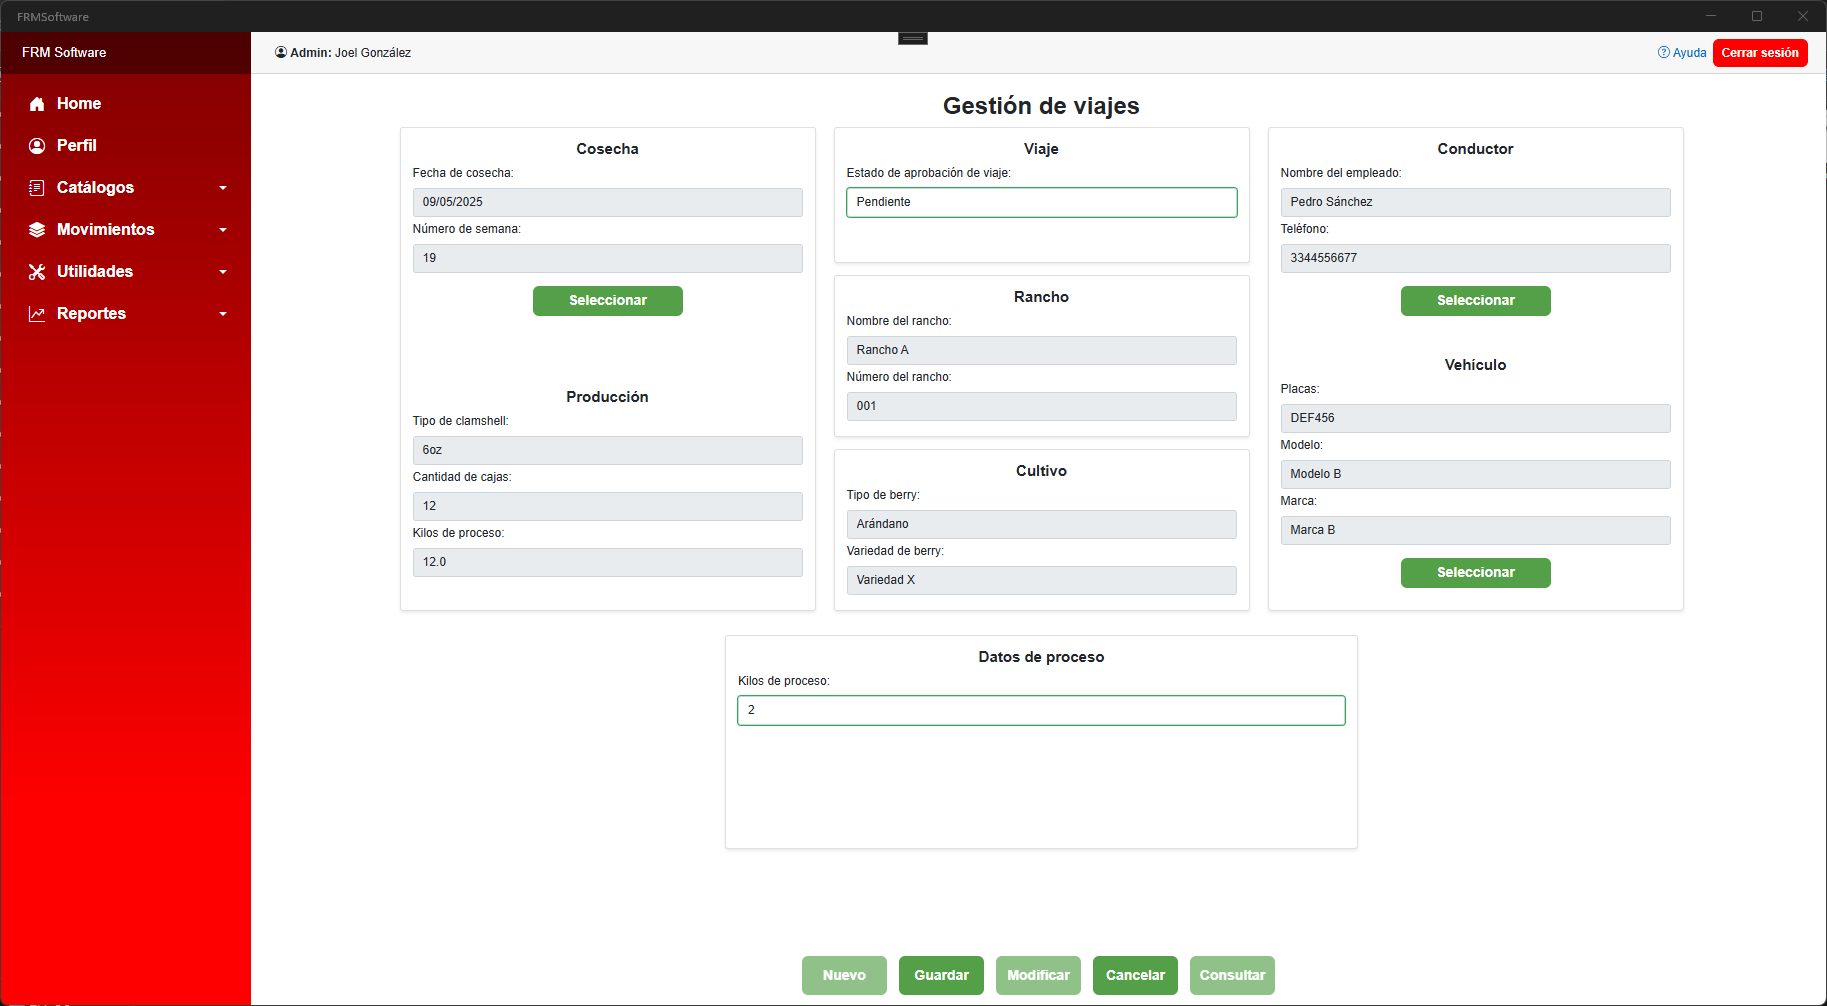 FRMSoftware
FRM Software
Admin: Joel González
Ayuda
Cerrar sesión
Home
Perfil
Catálogos
Movimientos
Utilidades
Reportes
Gestión de viajes
Cosecha
Fecha de cosecha:
09/05/2025
Número de semana:
19
Seleccionar
Producción
Tipo de clamshell:
6oz
Cantidad de cajas:
12
Kilos de proceso:
12.0
Viaje
Estado de aprobación de viaje:
Pendiente
Rancho
Nombre del rancho:
Rancho A
Número del rancho:
001
Cultivo
Tipo de berry:
Arándano
Variedad de berry:
Variedad X
Conductor
Nombre del empleado:
Pedro Sánchez
Teléfono:
3344556677
Seleccionar
Vehículo
Placas:
DEF456
Modelo:
Modelo B
Marca:
Marca B
Seleccionar
Datos de proceso
Kilos de proceso:
2
Nuevo
Guardar
Modificar
Cancelar
Consultar